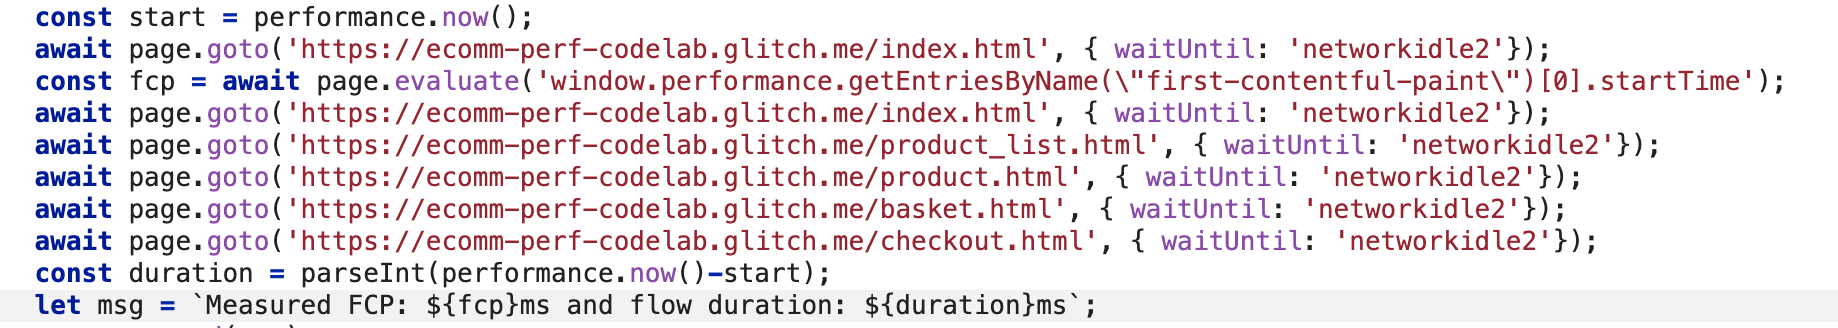 const start = performance.now();
await page.goto('https://ecomm-perf-codelab.glitch.me/index.html', { waitUntil: 'networkidle2'});
const fcp = await page.evaluate('window.performance.getEntriesByName(\"first-contentful-paint\")[0].startTime');
await page.goto('https://ecomm-perf-codelab.glitch.me/index.html', { waitUntil: 'networkidle2'});
await page.goto('https://ecomm-perf-codelab.glitch.me/product_list.html', { waitUntil: 'networkidle2'});
await page.goto('https://ecomm-perf-codelab.glitch.me/product.html', { waitUntil: 'networkidle2'});
await page.goto('https://ecomm-perf-codelab.glitch.me/basket.html', { waitUntil: 'networkidle2'});
await page.goto('https://ecomm-perf-codelab.glitch.me/checkout.html', { waitUntil: 'networkidle2'});
const duration = parseInt(performance.now()-start);
let msg = `Measured FCP: ${fcp}ms and flow duration: ${duration}ms`;